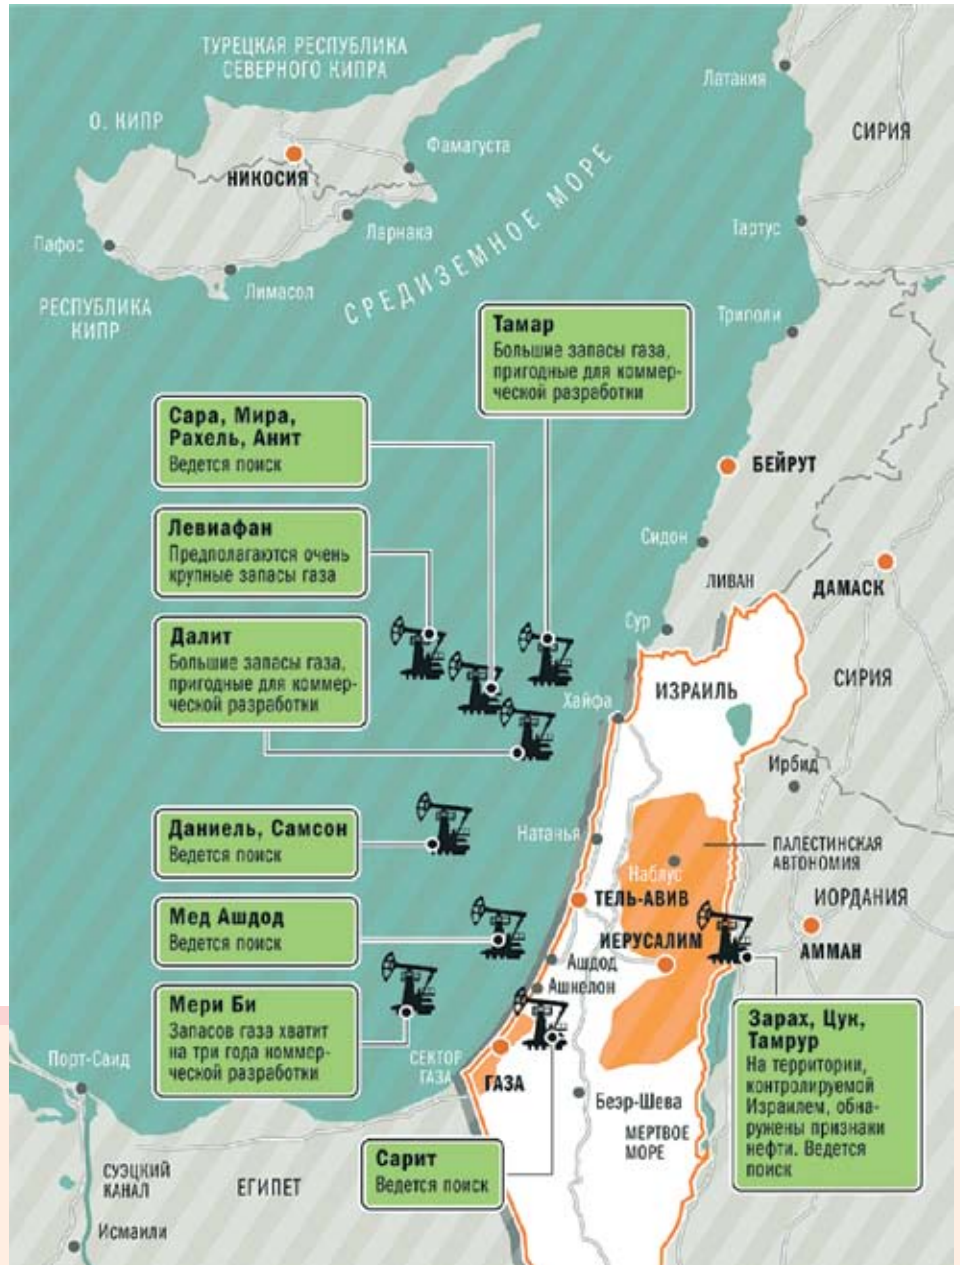 ТУРЕЦКАЯ РЕСПУБЛИКА
СЕВЕРНОГО КИПРА
О. КИПР
НИКОСИЯ
Фамагуста
Ларнака
Пафос
Лимасол
РЕСПУБЛИКА
КИПР
СРЕДИЗЕМНОЕ МОРЕ
Латакия
СИРИЯ
Тартус
Триполи
БЕЙРУТ
Сидон
ЛИВАН
ДАМАСК
Сур
СИРИЯ
ИЗРАИЛЬ
Хайфа
Ирбид
Тамар
Большие запасы газа,
пригодные для коммер-
ческой разработки
Сара, Мира,
Рахель, Анит
Ведется поиск
Левиафан
Предполагаются очень
крупные запасы газа
Далит
Большие запасы газа,
пригодные для коммер-
ческой разработки
Даниель, Самсон
Ведется поиск
Мед Ашдод
Ведется поиск
Мери Би
Запасов газа хватит
на три года коммер-
ческой разработки
Натанья
Наблус
ПАЛЕСТИНСКАЯ
АВТОНОМИЯ
ТЕЛЬ-АВИВ
ИОРДАНИЯ
ИЕРУСАЛИМ
АММАН
Ашдод
Ашкелон
СЕКТОР
ГАЗА
ГАЗА
Беэр-Шева
МЕРТВОЕ
МОРЕ
Зарах, Цук,
Тамрур
На территории,
контролируемой
Израилем, обна-
ружены признаки
нефти. Ведется
поиск
Сарит
Ведется поиск
Порт-Саид
СУЭЦКИЙ
КАНАЛ
ЕГИПЕТ
Исмаили